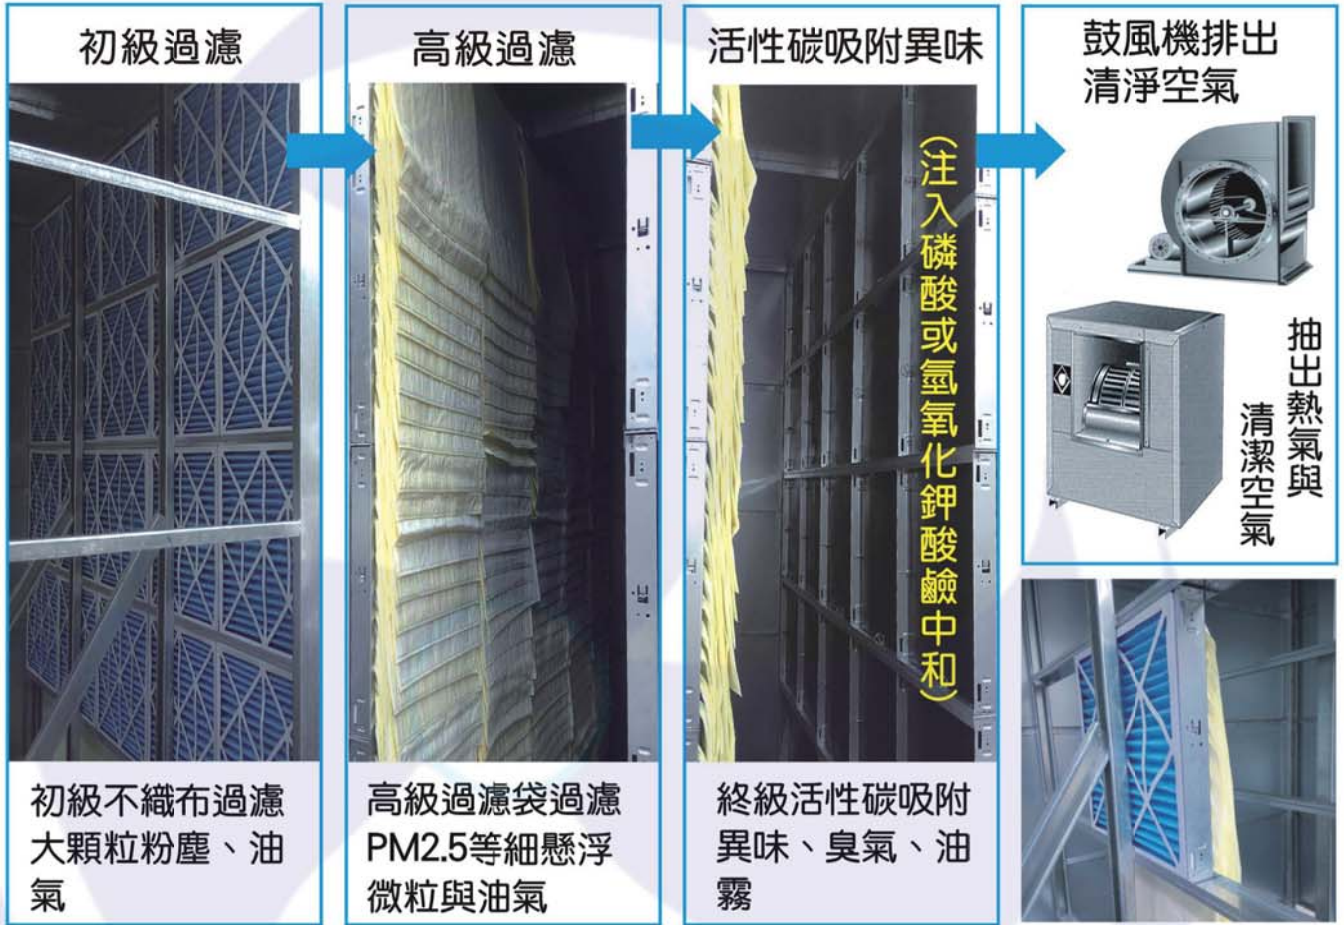 初級過濾
初級不織布過濾
大顆粒粉塵、油
氣
高級過濾
高級過濾袋過濾
PM2.5等細懸浮
微粒與油氣
活性碳吸附異味
(注入磷酸或氫氧化鉀酸鹼中和)
終級活性碳吸附
異味、臭氣、油
霧
鼓風機排出
清淨空氣
抽出熱氣與
清潔空氣